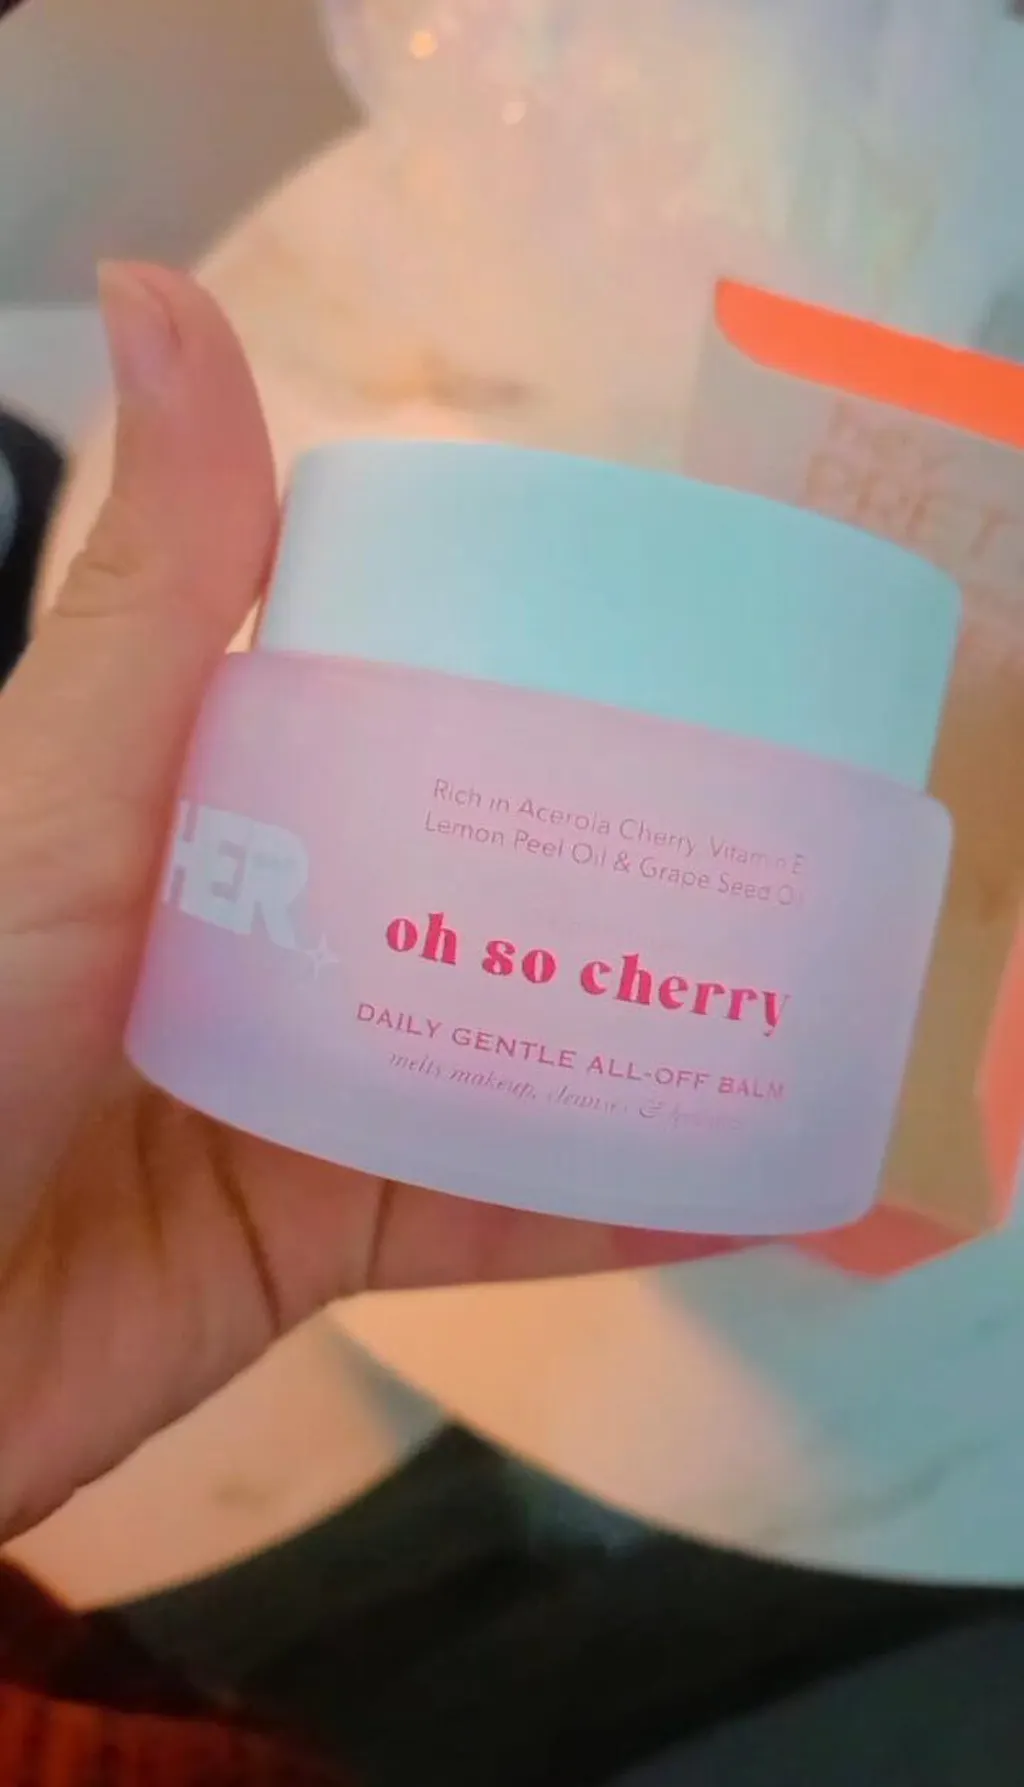 Rich in Acerola Cherry, Vitamin E
Lemon Peel Oil & Grape Seed Oil
HER
oh so cherry
DAILY GENTLE ALL-OFF BALM
melts makeup, cleanses &